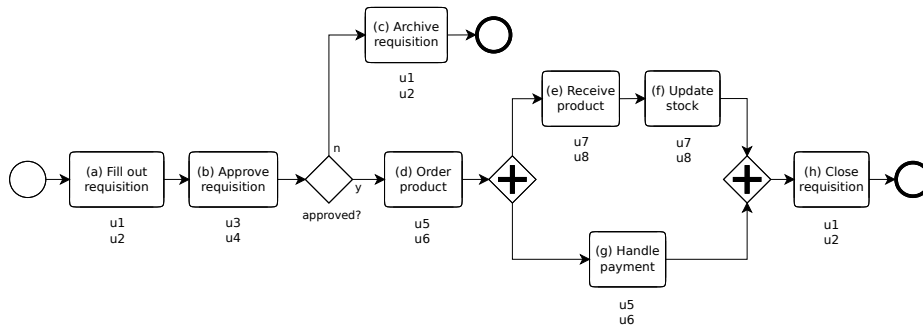 (c) Archive
requisition
u1
u2
n
(e) Receive
product
u7
u8
(f) Update
stock
u7
u8
(a) Fill out
requisition
u1
u2
(b) Approve
requisition
u3
u4
approved?
y
(d) Order
product
u5
u6
(g) Handle
payment
u5
u6
(h) Close
requisition
u1
u2